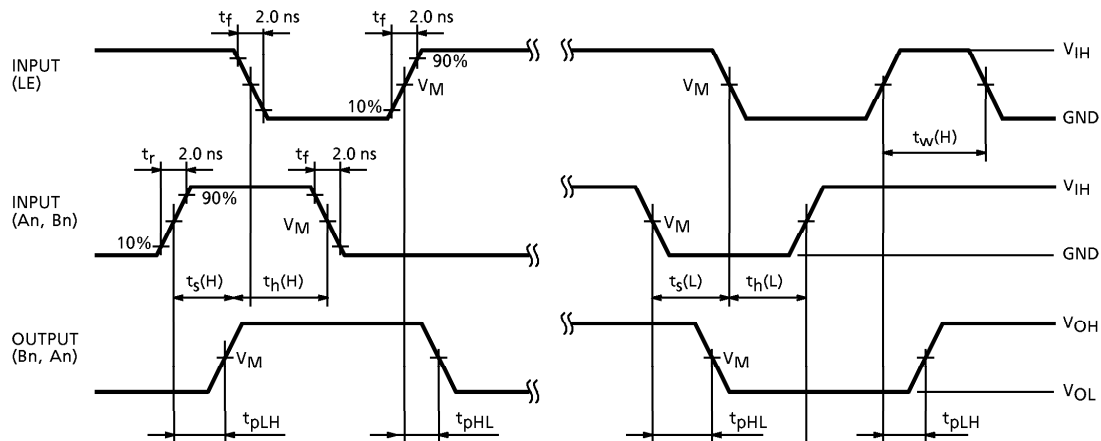 tf 2.0 ns tf 2.0 ns
INPUT
(LE)
90%
VM
10%
VM
VIH
GND
tw(H)
tr 2.0 ns tf 2.0 ns
INPUT
(An, Bn)
90%
10%
VM
VM
VIH
GND
ts(H) th(H) ts(L) th(L)
OUTPUT
(Bn, An)
VM
VM
VOH
VOL
tpLH tpHL tpHL tpLH